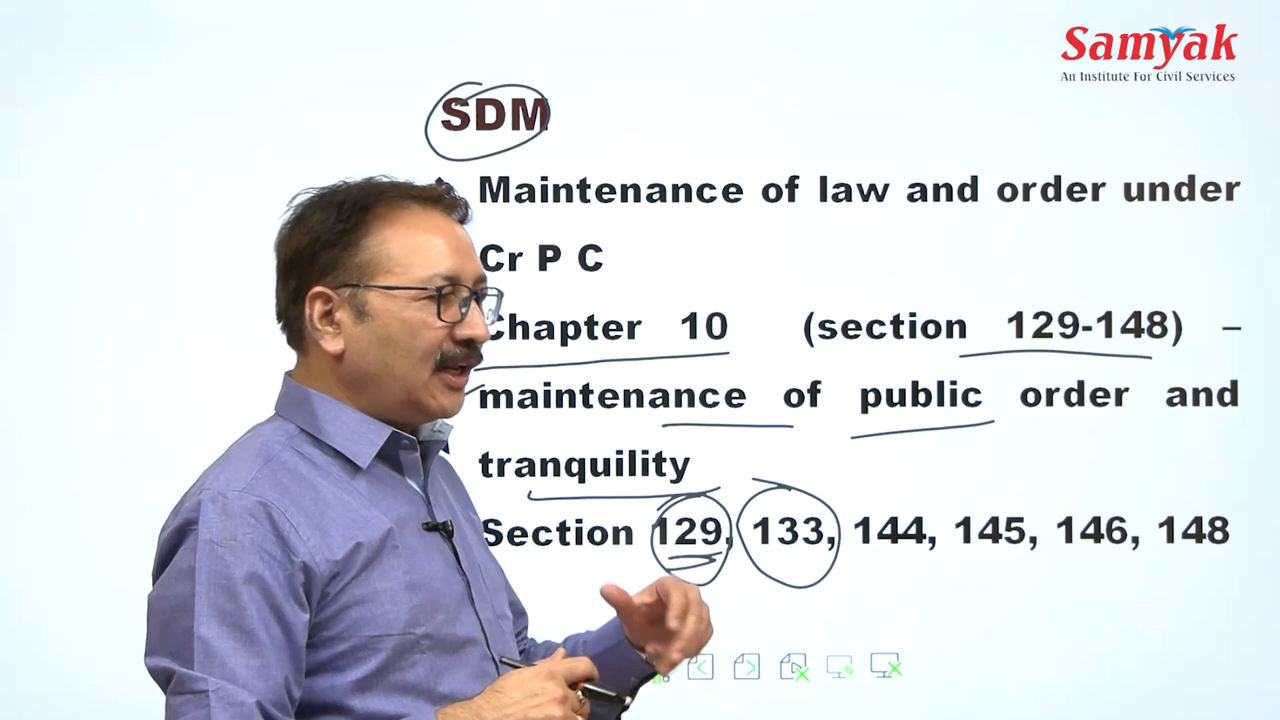 Samyak
An Institute For Civil Services
SDM
Maintenance of law and order under
Cr P C
Chapter 10 (section 129-148) –
maintenance of public order and
tranquility
Section 129, 133, 144, 145, 146, 148